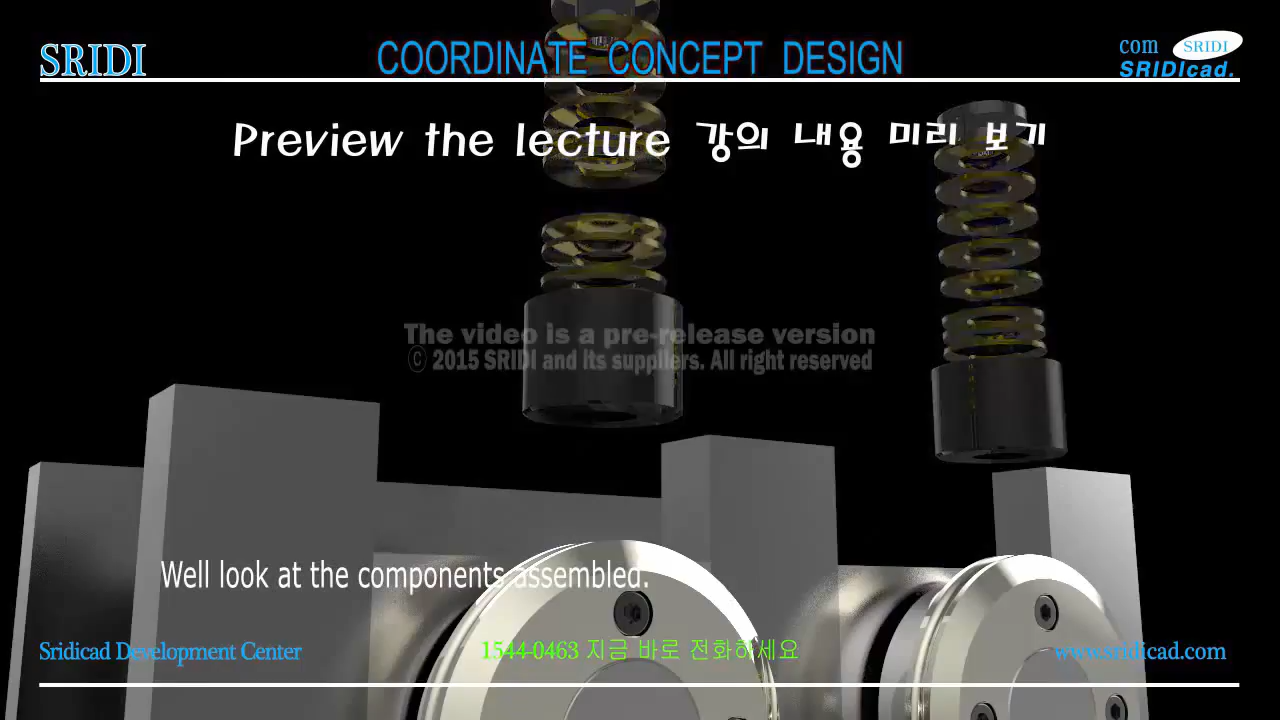 SRIDI
COORDINATE CONCEPT DESIGN
com SRIDI
SRIDIcad.
Preview the lecture 강의 내용 미리 보기
The video is a pre-release version
© 2015 SRIDI and its suppliers. All right reserved
Well look at the components assembled.
Sridicad Development Center
1544-0463 지금 바로 전화하세요
www.sridicad.com